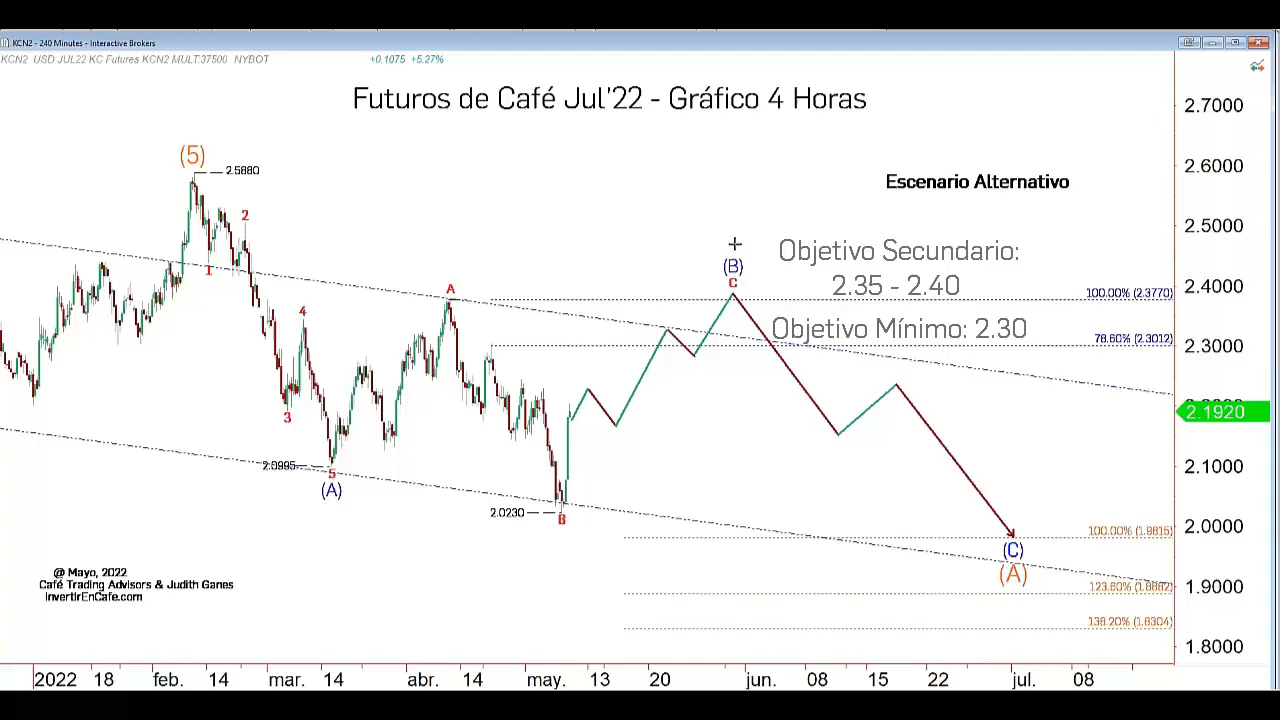 KCN2 - 240 Minutes - Interactive Brokers
KCN2 USD JUL22 KC Futures KCN2 MULT:37500 NYBOT +0.1075 +5.27%
Futuros de Café Jul'22 - Gráfico 4 Horas
2.7000
(5)
2.5880
2.6000
Escenario Alternativo
2
2.5000
1
(B)
C
Objetivo Secundario:
2.35 - 2.40
A
100.00% (2.3770)
2.4000
4
Objetivo Mínimo: 2.30
78.60% (2.3012)
2.3000
3
2.1920
2.0995
5
(A)
2.1000
2.0230
B
100.00% (1.9815)
2.0000
(C)
(A)
@ Mayo, 2022
Café Trading Advisors & Judith Ganes
InvertirEnCafe.com
123.60% (1.8882)
1.9000
138.20% (1.8304)
1.8000
2022 18 feb. 14 mar. 14 abr. 14 may. 13 20 jun. 08 15 22 jul. 08